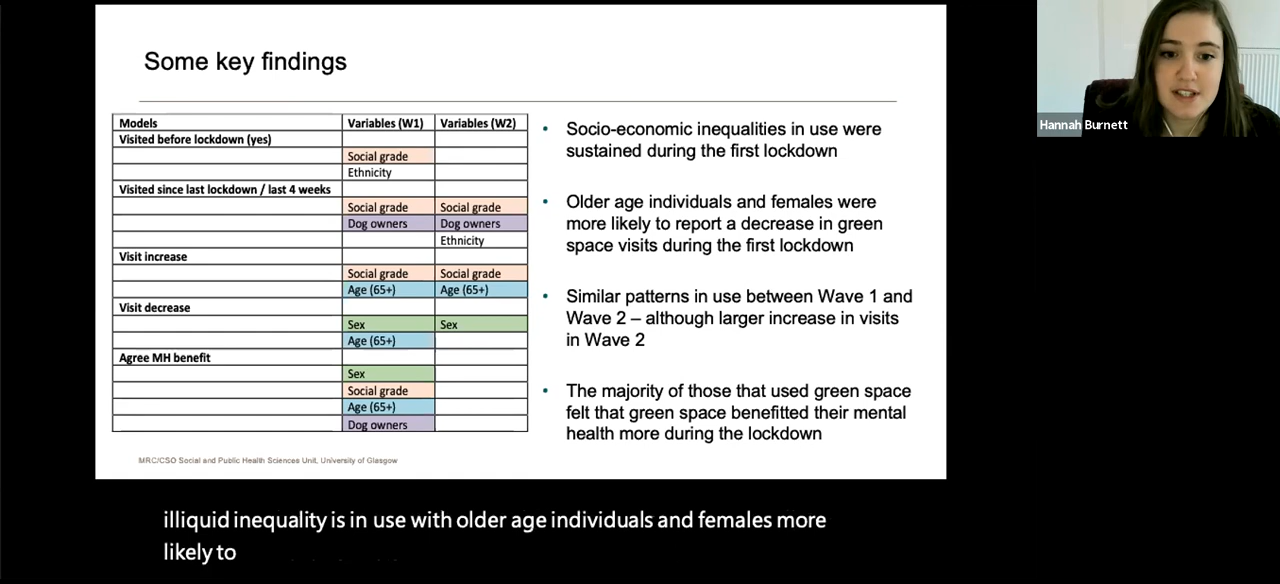 Some key findings
Models Variables (W1) Variables (W2)
Visited before lockdown (yes)
Social grade
Ethnicity
Visited since last lockdown / last 4 weeks
Social grade Social grade
Dog owners Dog owners
Ethnicity
Visit increase
Social grade Social grade
Age (65+) Age (65+)
Visit decrease
Sex Sex
Age (65+)
Agree MH benefit
Sex
Social grade
Age (65+)
Dog owners
• Socio-economic inequalities in use were
sustained during the first lockdown
• Older age individuals and females were
more likely to report a decrease in green
space visits during the first lockdown
• Similar patterns in use between Wave 1 and
Wave 2 – although larger increase in visits
in Wave 2
• The majority of those that used green space
felt that green space benefitted their mental
health more during the lockdown
MRC/CSO Social and Public Health Sciences Unit, University of Glasgow
Hannah Burnett
illiquid inequality is in use with older age individuals and females more
likely to